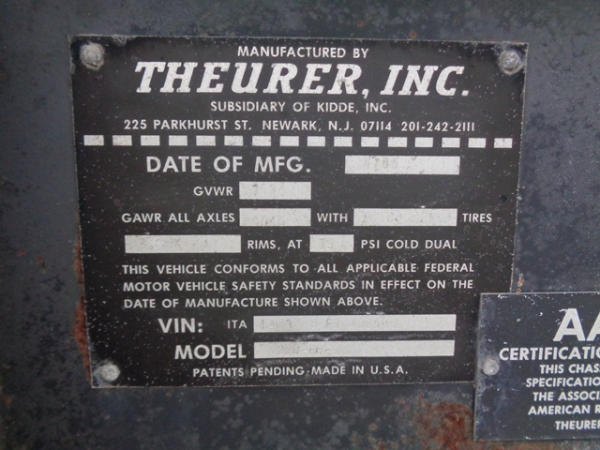 MANUFACTURED BY
THEURER, INC.
SUBSIDIARY OF KIDDE, INC.
225 PARKHURST ST. NEWARK, N.J. 07114 201-242-2111
DATE OF MFG.
GVWR
GAWR ALL AXLES WITH TIRES
RIMS, AT PSI COLD DUAL
THIS VEHICLE CONFORMS TO ALL APPLICABLE FEDERAL
MOTOR VEHICLE SAFETY STANDARDS IN EFFECT ON THE
DATE OF MANUFACTURE SHOWN ABOVE.
VIN: ITA
MODEL
PATENTS PENDING-MADE IN U.S.A.
AA
CERTIFICATIO
THIS CHAS
SPECIFICATION
THE ASSOCI
AMERICAN R
THEURER